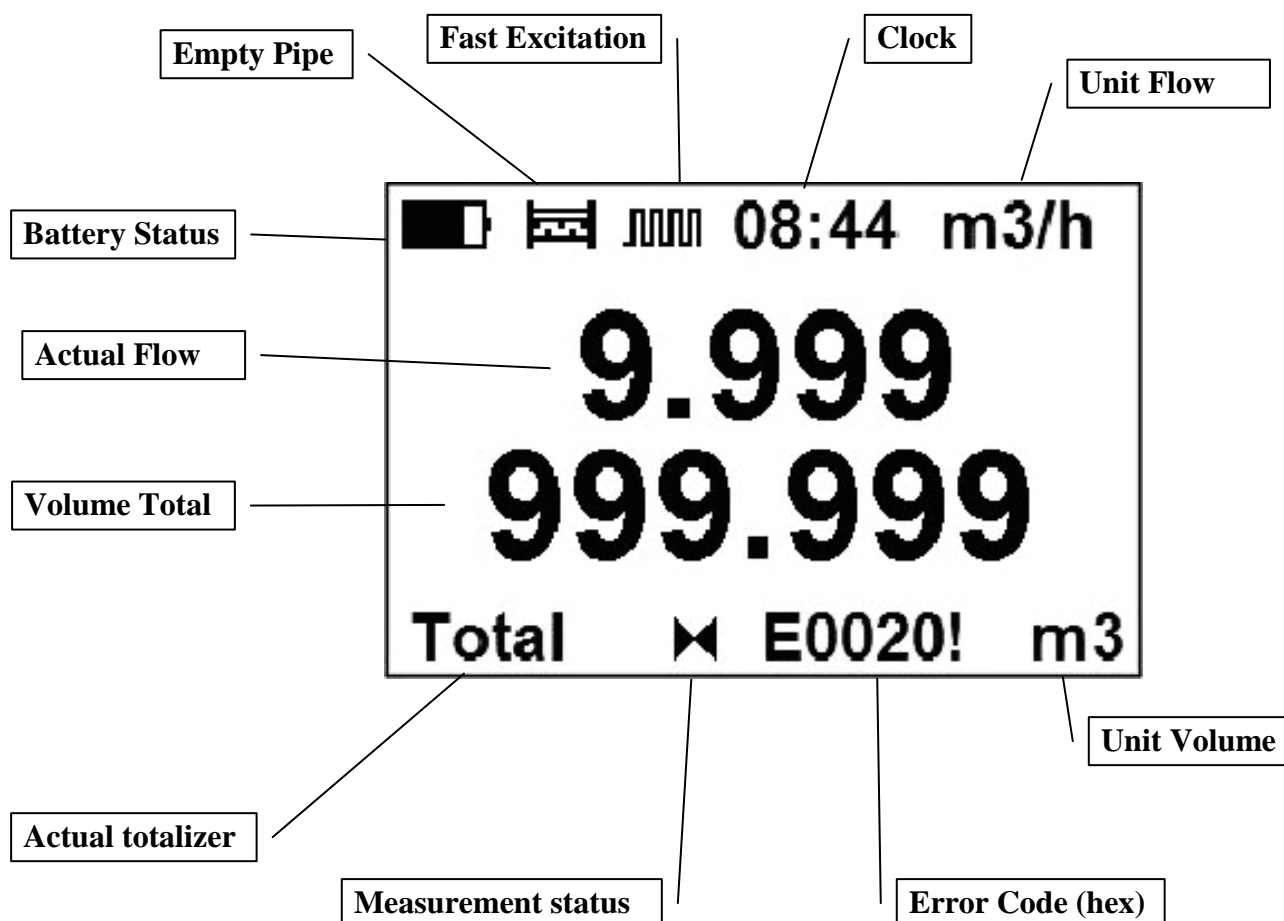 Fast Excitation
Clock
Empty Pipe
Unit Flow
Battery Status
08:44 m3/h
Actual Flow
9.999
Volume Total
999.999
Total E0020! m3
Unit Volume
Actual totalizer
Measurement status
Error Code (hex)